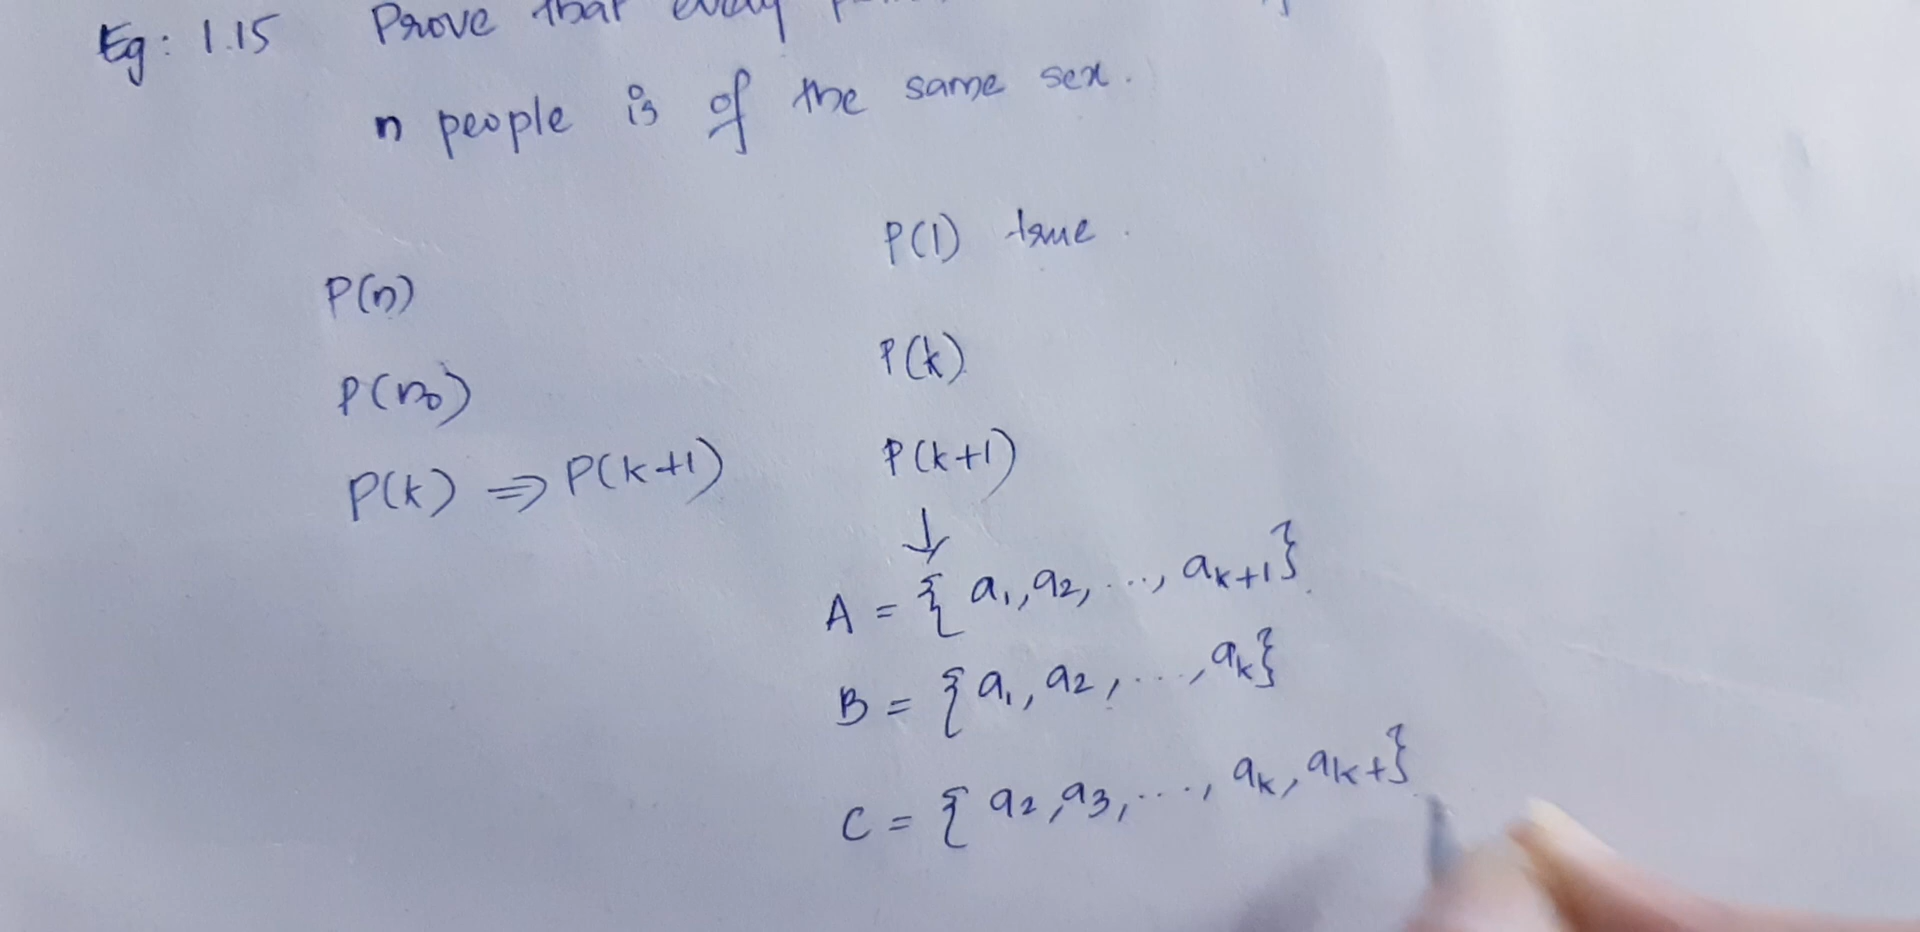 Eg: 1.15 Prove that every
n people is of the same sex.
P(n)
P(n₀)
P(k) ⇒ P(k+1)
P(1) true.
P(k)
P(k+1)
↓
A = { a₁, a₂, ..., aₖ₊₁}
B = { a₁, a₂, ..., aₖ}
C = { a₂, a₃, ..., aₖ, aₖ₊}